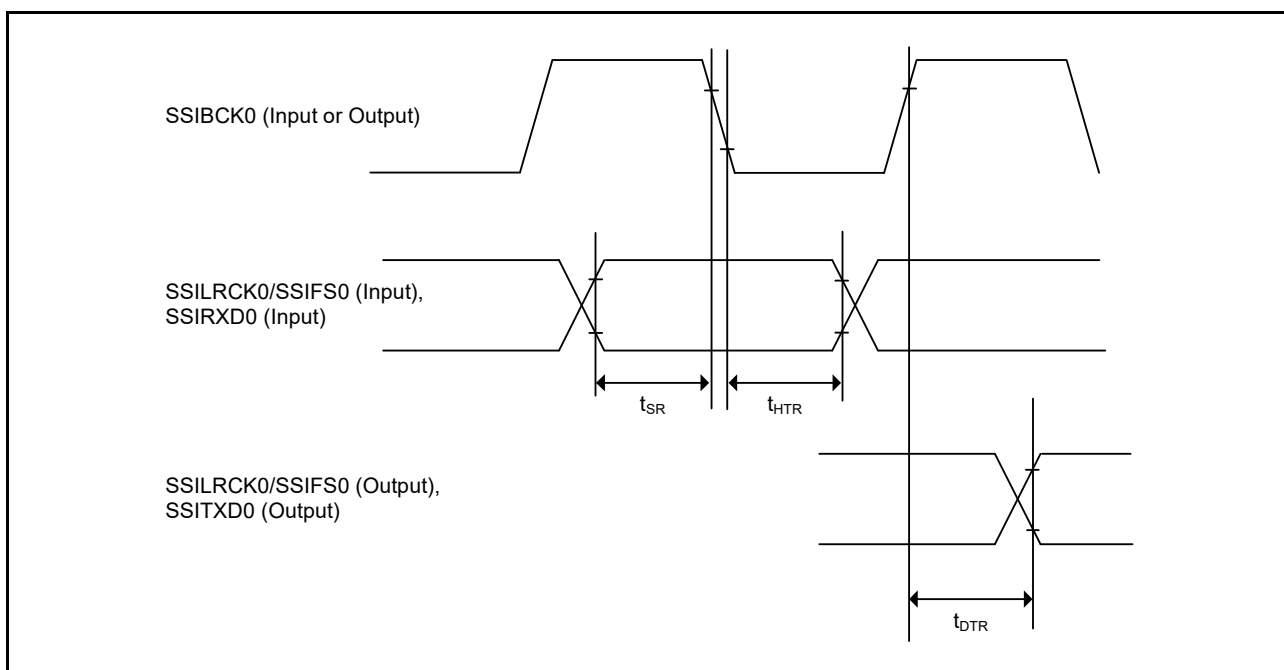 SSIBCK0 (Input or Output)
SSILRCK0/SSIFS0 (Input),
SSIRXD0 (Input)
tSR
tHTR
SSILRCK0/SSIFS0 (Output),
SSITXD0 (Output)
tDTR